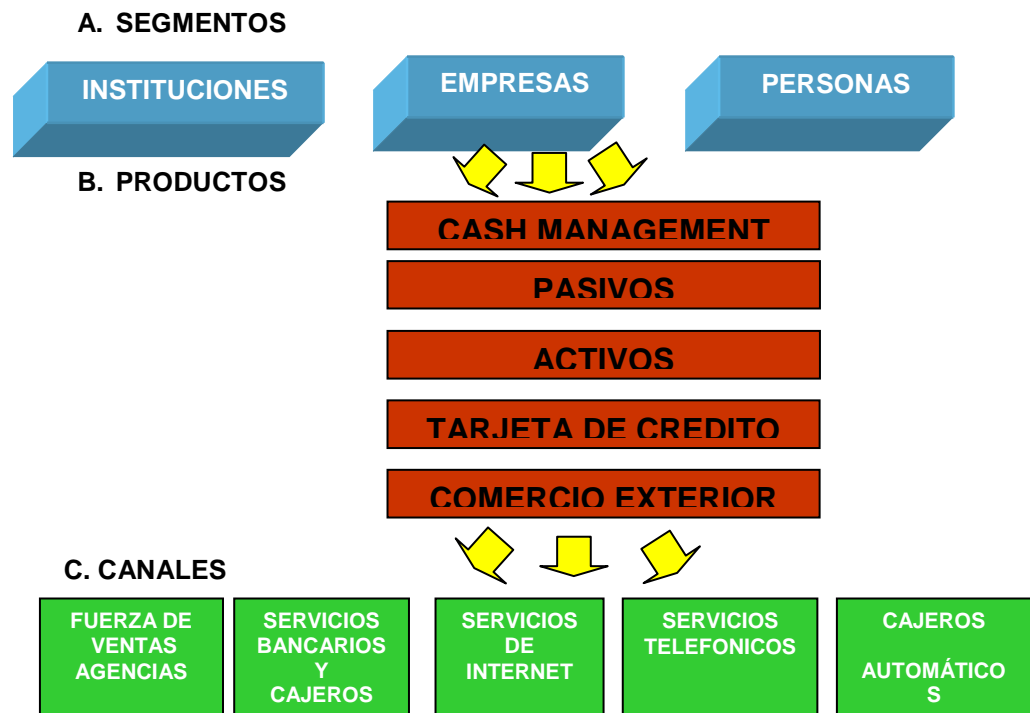 A. SEGMENTOS
INSTITUCIONES
EMPRESAS
PERSONAS
B. PRODUCTOS
CASH MANAGEMENT
PASIVOS
ACTIVOS
TARJETA DE CREDITO
COMERCIO EXTERIOR
C. CANALES
FUERZA DE
VENTAS
AGENCIAS
SERVICIOS
BANCARIOS
Y
CAJEROS
SERVICIOS
DE
INTERNET
SERVICIOS
TELEFONICOS
CAJEROS
AUTOMÁTICO
S